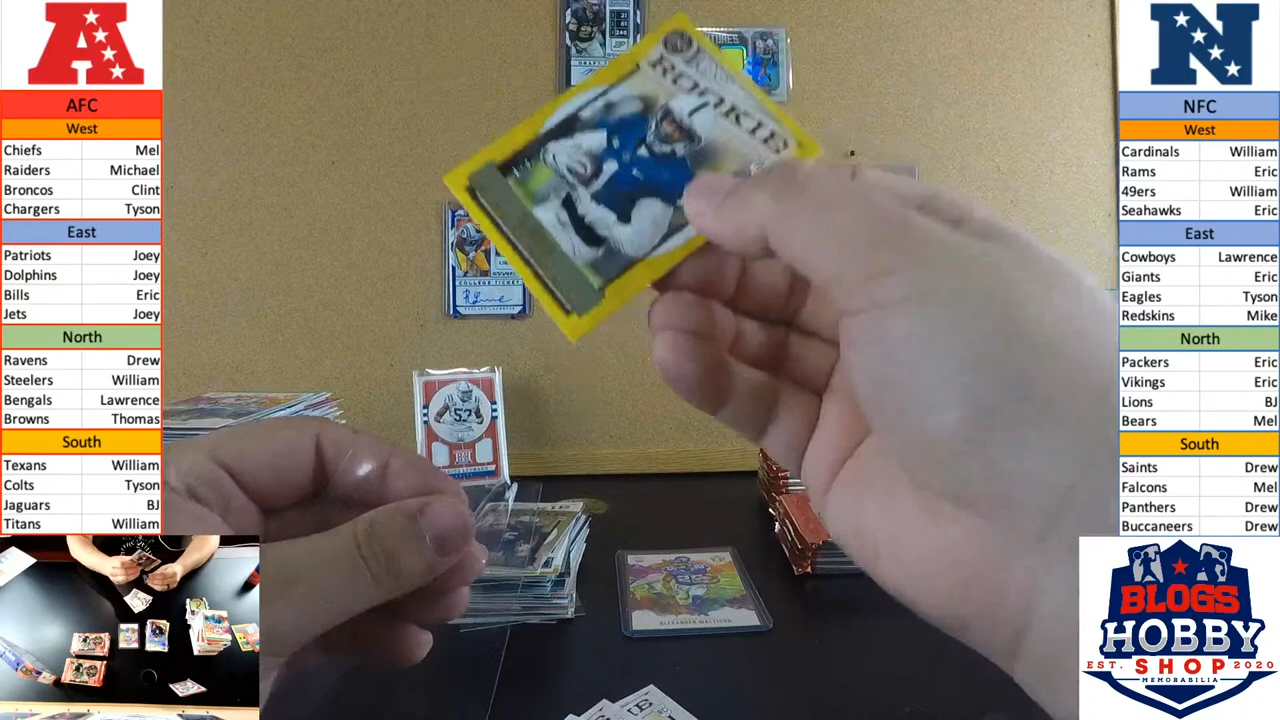 AFC
West
Chiefs Mel
Raiders Michael
Broncos Clint
Chargers Tyson
East
Patriots Joey
Dolphins Joey
Bills Eric
Jets Joey
North
Ravens Drew
Steelers William
Bengals Lawrence
Browns Thomas
South
Texans William
Colts Tyson
Jaguars BJ
Titans William
ROOKIE
COLLEGE TICKET
53
ALEXANDER MATTISON
N
NFC
West
Cardinals William
Rams Eric
49ers William
Seahawks Eric
East
Cowboys Lawrence
Giants Eric
Eagles Tyson
Redskins Mike
North
Packers Eric
Vikings Eric
Lions BJ
Bears Mel
South
Saints Drew
Falcons Mel
Panthers Drew
Buccaneers Drew
BLOGS
HOBBY
EST. SHOP 2020
MEMORABILIA